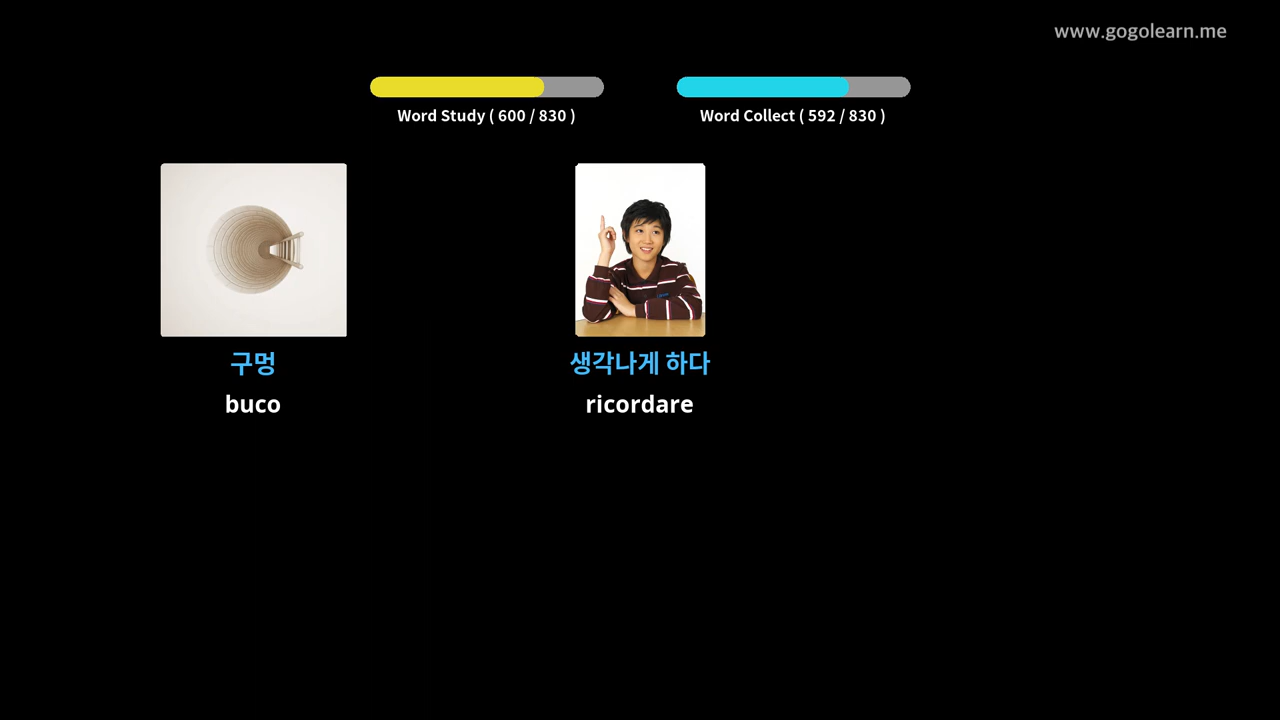 www.gogolearn.me
Word Study ( 600 / 830 )
Word Collect ( 592 / 830 )
구멍
buco
생각나게 하다
ricordare